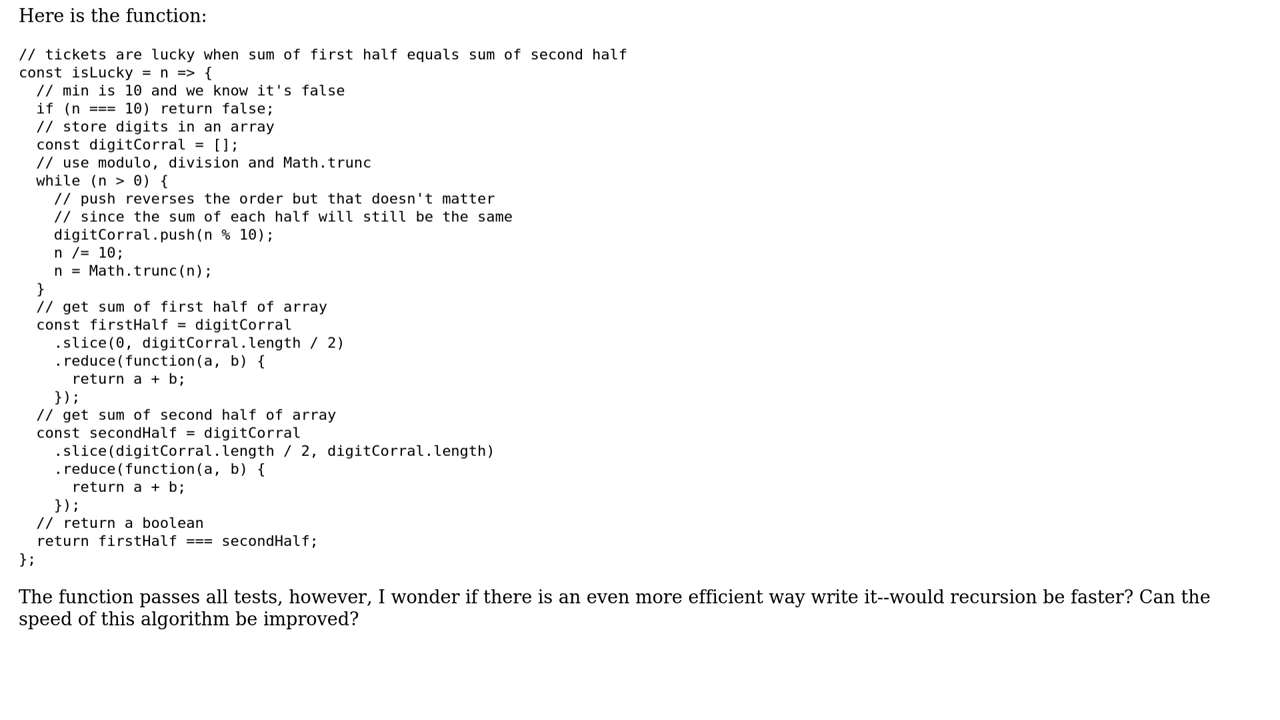 Here is the function:
// tickets are lucky when sum of first half equals sum of second half
const isLucky = n => {
  // min is 10 and we know it's false
  if (n === 10) return false;
  // store digits in an array
  const digitCorral = [];
  // use modulo, division and Math.trunc
  while (n > 0) {
    // push reverses the order but that doesn't matter
    // since the sum of each half will still be the same
    digitCorral.push(n % 10);
    n /= 10;
    n = Math.trunc(n);
  }
  // get sum of first half of array
  const firstHalf = digitCorral
    .slice(0, digitCorral.length / 2)
    .reduce(function(a, b) {
      return a + b;
    });
  // get sum of second half of array
  const secondHalf = digitCorral
    .slice(digitCorral.length / 2, digitCorral.length)
    .reduce(function(a, b) {
      return a + b;
    });
  // return a boolean
  return firstHalf === secondHalf;
};
The function passes all tests, however, I wonder if there is an even more efficient way write it--would recursion be faster? Can the
speed of this algorithm be improved?